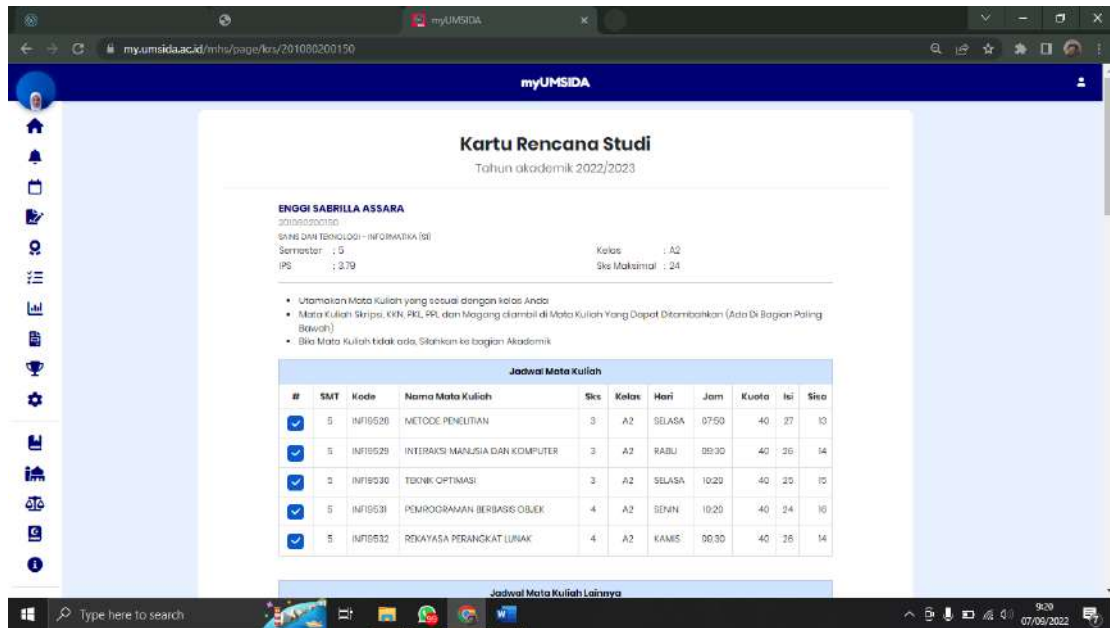 myUMSIDA
my.umsida.ac.id/mhs/page/krs/201080200150
myUMSIDA
Kartu Rencana Studi
Tahun akademik 2022/2023
ENGGI SABRILLA ASSARA
201080200150
SAINS DAN TEKNOLOGI - INFORMATIKA (S1)
Semester : 5 Kelas : A2
IPS : 3.79 Sks Maksimal : 24
Utamakan Mata Kuliah yang sesuai dengan kelas Anda
Mata Kuliah Skripsi, KKN, PKL, PPL dan Magang diambil di Mata Kuliah Yang Dapat Ditambahkan (Ada Di Bagian Paling
Bawah)
Bila Mata Kuliah tidak ada, Silahkan ke bagian Akademik
Jadwal Mata Kuliah
# SMT Kode Nama Mata Kuliah Sks Kelas Hari Jam Kuota Isi Sisa
5 INF19528 METODE PENELITIAN 3 A2 SELASA 07:50 40 27 13
5 INF19529 INTERAKSI MANUSIA DAN KOMPUTER 3 A2 RABU 09:30 40 26 14
5 INF19530 TEKNIK OPTIMASI 3 A2 SELASA 10:20 40 25 15
5 INF19531 PEMROGRAMAN BERBASIS OBJEK 4 A2 SENIN 10:20 40 24 16
5 INF19532 REKAYASA PERANGKAT LUNAK 4 A2 KAMIS 09:30 40 26 14
Jadwal Mata Kuliah Lainnya
Type here to search
9:20
07/09/2022